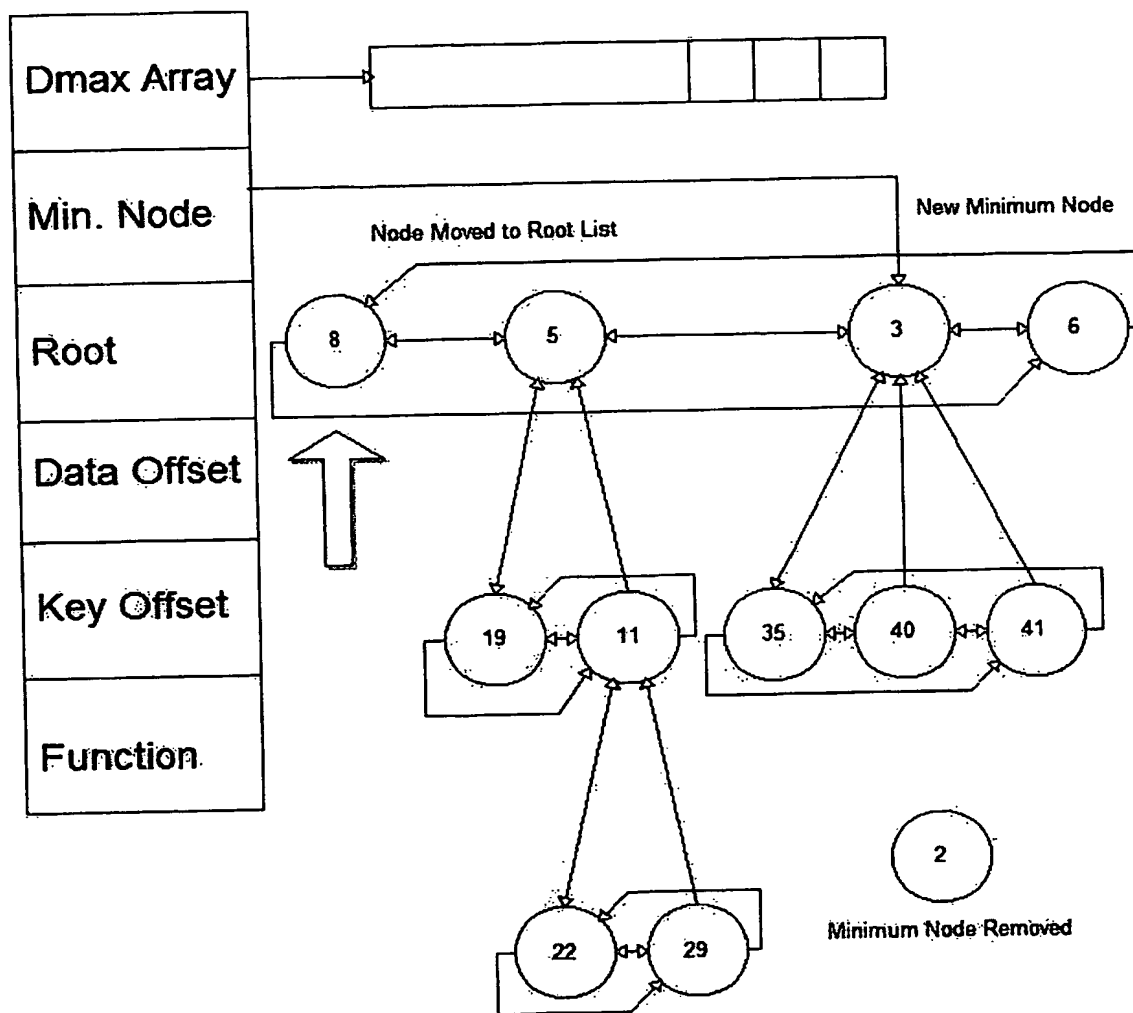 Dmax Array
Min. Node
New Minimum Node
Node Moved to Root List
Root
8
5
3
6
Data Offset
Key Offset
19
11
35
40
41
Function
2
Minimum Node Removed
22
29